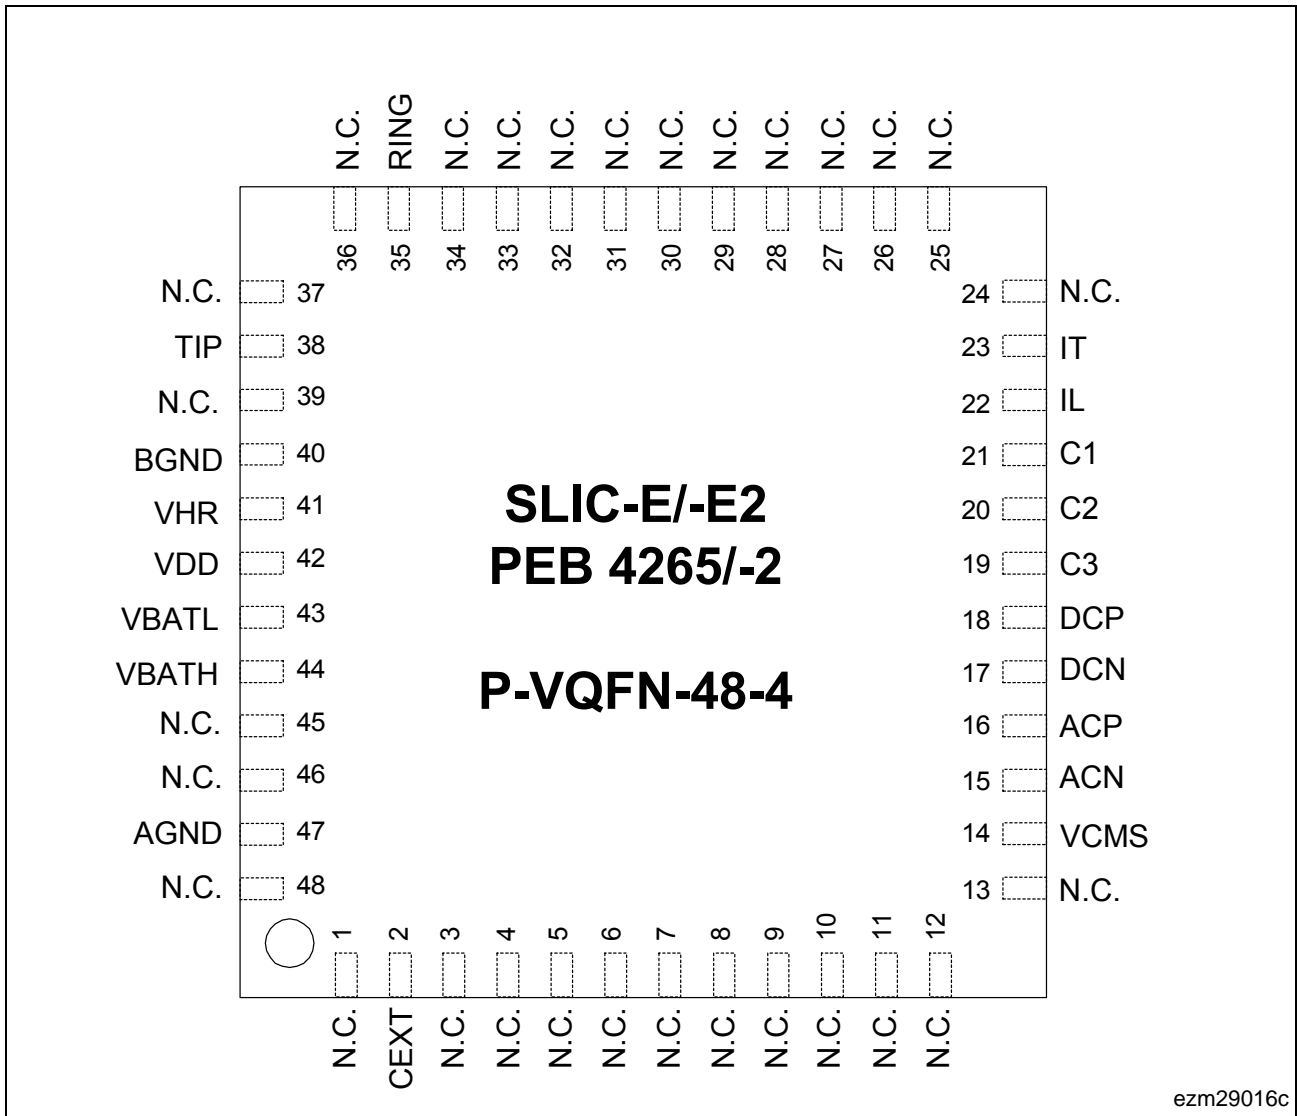 N.C. RING N.C. N.C. N.C. N.C. N.C. N.C. N.C. N.C. N.C. N.C.
36 35 34 33 32 31 30 29 28 27 26 25
N.C. 37
TIP 38
N.C. 39
BGND 40
VHR 41
VDD 42
VBATL 43
VBATH 44
N.C. 45
N.C. 46
AGND 47
N.C. 48
24 N.C.
23 IT
22 IL
21 C1
20 C2
19 C3
18 DCP
17 DCN
16 ACP
15 ACN
14 VCMS
13 N.C.
SLIC-E/-E2
PEB 4265/-2
P-VQFN-48-4
1 2 3 4 5 6 7 8 9 10 11 12
N.C. CEXT N.C. N.C. N.C. N.C. N.C. N.C. N.C. N.C. N.C. N.C.
ezm29016c